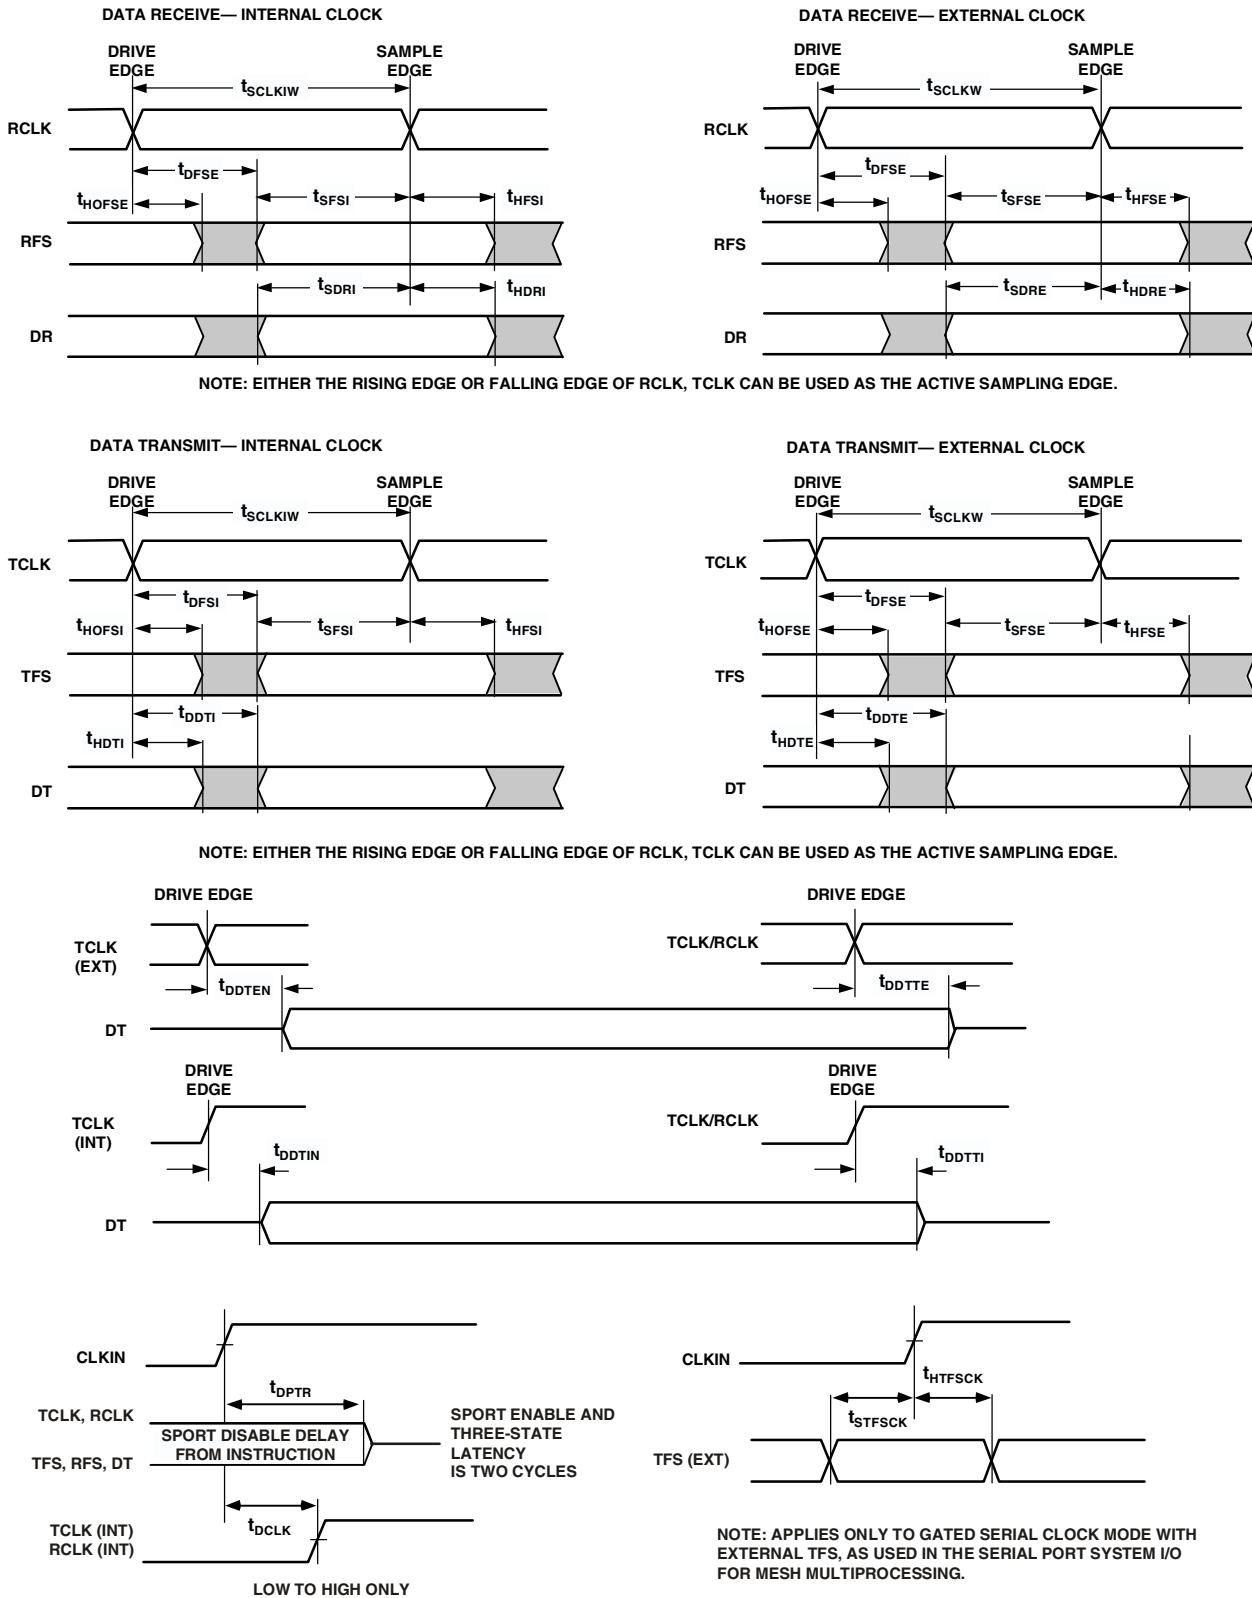 DATA RECEIVE— INTERNAL CLOCK
DRIVE
EDGE
SAMPLE
EDGE
tSCLKIW
RCLK
tDFSE
tHOFSE
tSFSI
tHFSI
RFS
tSDRI
tHDRI
DR
DATA RECEIVE— EXTERNAL CLOCK
DRIVE
EDGE
SAMPLE
EDGE
tSCLKW
RCLK
tDFSE
tHOFSE
tSFSE
tHFSE
RFS
tSDRE
tHDRE
DR
NOTE: EITHER THE RISING EDGE OR FALLING EDGE OF RCLK, TCLK CAN BE USED AS THE ACTIVE SAMPLING EDGE.
DATA TRANSMIT— INTERNAL CLOCK
DRIVE
EDGE
SAMPLE
EDGE
tSCLKIW
TCLK
tDFSI
tHOFSI
tSFSI
tHFSI
TFS
tDDTI
tHDTI
DT
DATA TRANSMIT— EXTERNAL CLOCK
DRIVE
EDGE
SAMPLE
EDGE
tSCLKW
TCLK
tDFSE
tHOFSE
tSFSE
tHFSE
TFS
tDDTE
tHDTE
DT
NOTE: EITHER THE RISING EDGE OR FALLING EDGE OF RCLK, TCLK CAN BE USED AS THE ACTIVE SAMPLING EDGE.
DRIVE EDGE
TCLK
(EXT)
tDDTEN
DT
DRIVE EDGE
TCLK/RCLK
tDDTTE
DRIVE
EDGE
TCLK
(INT)
tDDTIN
DT
DRIVE
EDGE
TCLK/RCLK
tDDTTI
CLKIN
tDPTR
TCLK, RCLK
SPORT DISABLE DELAY
FROM INSTRUCTION
TFS, RFS, DT
SPORT ENABLE AND
THREE-STATE
LATENCY
IS TWO CYCLES
tDCLK
TCLK (INT)
RCLK (INT)
LOW TO HIGH ONLY
CLKIN
tHTFSCK
tSTFSCK
TFS (EXT)
NOTE: APPLIES ONLY TO GATED SERIAL CLOCK MODE WITH
EXTERNAL TFS, AS USED IN THE SERIAL PORT SYSTEM I/O
FOR MESH MULTIPROCESSING.